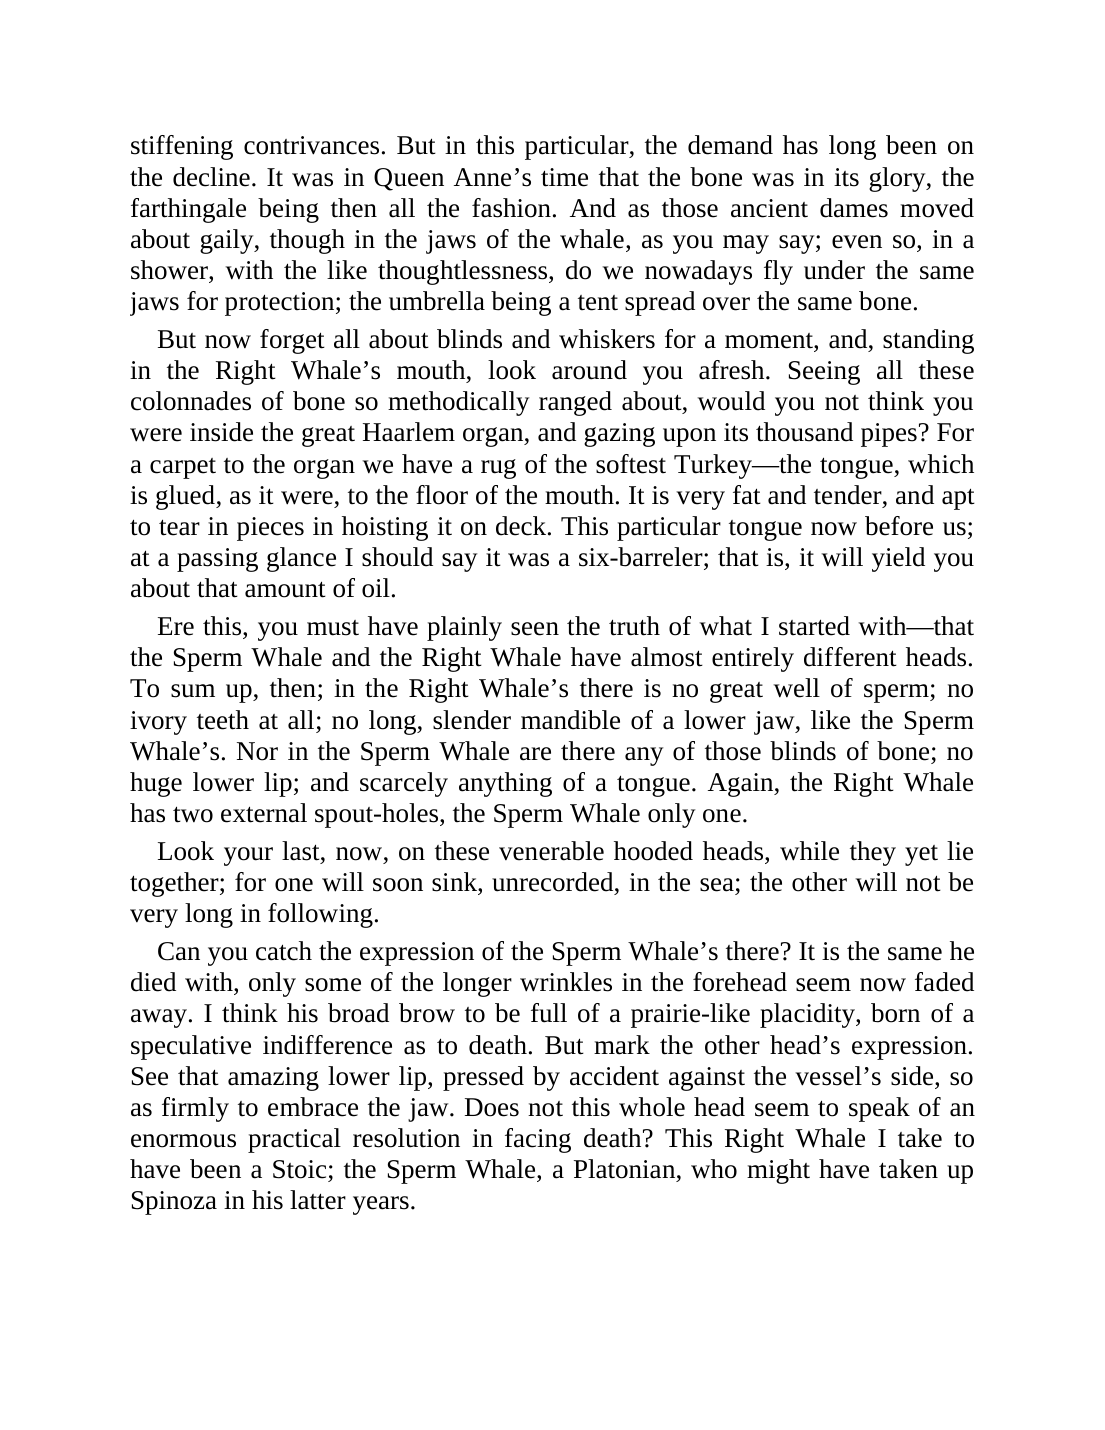 stiffening contrivances. But in this particular, the demand has long been on
the decline. It was in Queen Anne’s time that the bone was in its glory, the
farthingale being then all the fashion. And as those ancient dames moved
about gaily, though in the jaws of the whale, as you may say; even so, in a
shower, with the like thoughtlessness, do we nowadays fly under the same
jaws for protection; the umbrella being a tent spread over the same bone.
But now forget all about blinds and whiskers for a moment, and, standing
in the Right Whale’s mouth, look around you afresh. Seeing all these
colonnades of bone so methodically ranged about, would you not think you
were inside the great Haarlem organ, and gazing upon its thousand pipes? For
a carpet to the organ we have a rug of the softest Turkey—the tongue, which
is glued, as it were, to the floor of the mouth. It is very fat and tender, and apt
to tear in pieces in hoisting it on deck. This particular tongue now before us;
at a passing glance I should say it was a six-barreler; that is, it will yield you
about that amount of oil.
Ere this, you must have plainly seen the truth of what I started with—that
the Sperm Whale and the Right Whale have almost entirely different heads.
To sum up, then; in the Right Whale’s there is no great well of sperm; no
ivory teeth at all; no long, slender mandible of a lower jaw, like the Sperm
Whale’s. Nor in the Sperm Whale are there any of those blinds of bone; no
huge lower lip; and scarcely anything of a tongue. Again, the Right Whale
has two external spout-holes, the Sperm Whale only one.
Look your last, now, on these venerable hooded heads, while they yet lie
together; for one will soon sink, unrecorded, in the sea; the other will not be
very long in following.
Can you catch the expression of the Sperm Whale’s there? It is the same he
died with, only some of the longer wrinkles in the forehead seem now faded
away. I think his broad brow to be full of a prairie-like placidity, born of a
speculative indifference as to death. But mark the other head’s expression.
See that amazing lower lip, pressed by accident against the vessel’s side, so
as firmly to embrace the jaw. Does not this whole head seem to speak of an
enormous practical resolution in facing death? This Right Whale I take to
have been a Stoic; the Sperm Whale, a Platonian, who might have taken up
Spinoza in his latter years.